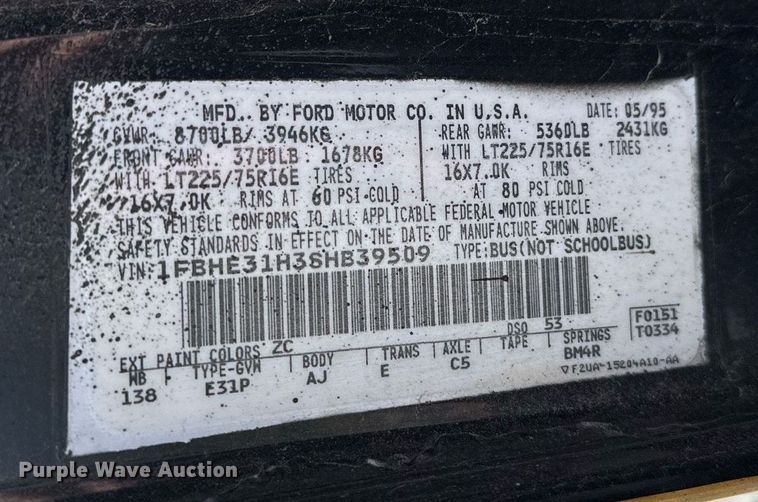 MFD. BY FORD MOTOR CO. IN U.S.A.
DATE: 05/95
GVWR: 8700LB/ 3946KG
FRONT GAWR: 3700LB 1678KG
WITH LT225/75R16E TIRES
16X7.0K RIMS AT 60 PSI COLD
REAR GAWR: 5360LB 2431KG
WITH LT225/75R16E TIRES
16X7.0K RIMS
AT 80 PSI COLD
THIS VEHICLE CONFORMS TO ALL APPLICABLE FEDERAL MOTOR VEHICLE
SAFETY STANDARDS IN EFFECT ON THE DATE OF MANUFACTURE SHOWN ABOVE.
VIN: 1FBHE31H3SHB39509
TYPE: BUS(NOT SCHOOLBUS)
F0151
T0334
EXT PAINT COLORS ZC
DSO 53
WB TYPE-GVM BODY TRANS AXLE TAPE SPRINGS
138 E31P AJ E C5 BM4R
F2UA-15204A10-AA
Purple Wave Auction